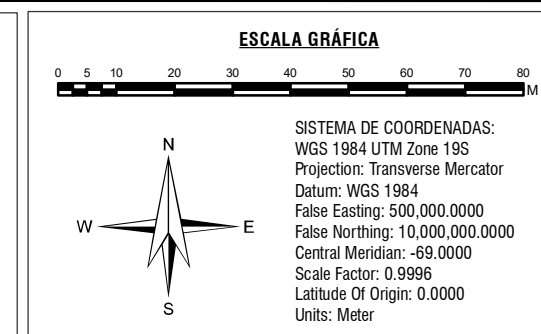 ESCALA GRÁFICA
0 5 10 20 30 40 50 60 70 80
M
N
W E
S
SISTEMA DE COORDENADAS:
WGS 1984 UTM Zone 19S
Projection: Transverse Mercator
Datum: WGS 1984
False Easting: 500,000.0000
False Northing: 10,000,000.0000
Central Meridian: -69.0000
Scale Factor: 0.9996
Latitude Of Origin: 0.0000
Units: Meter